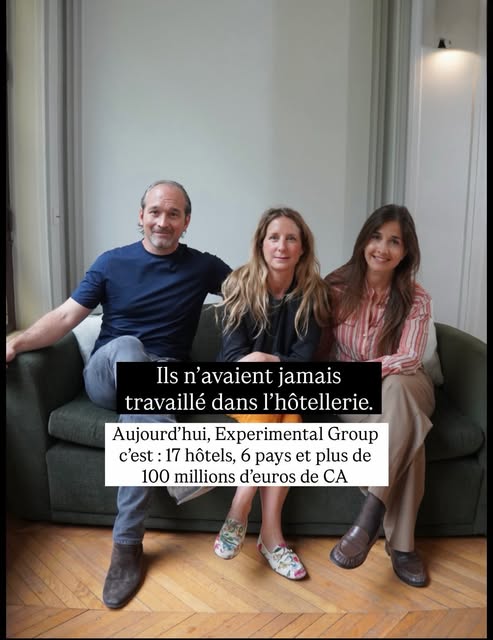 Ils n’avaient jamais
travaillé dans l’hôtellerie.
Aujourd’hui, Experimental Group
c’est : 17 hôtels, 6 pays et plus de
100 millions d’euros de CA